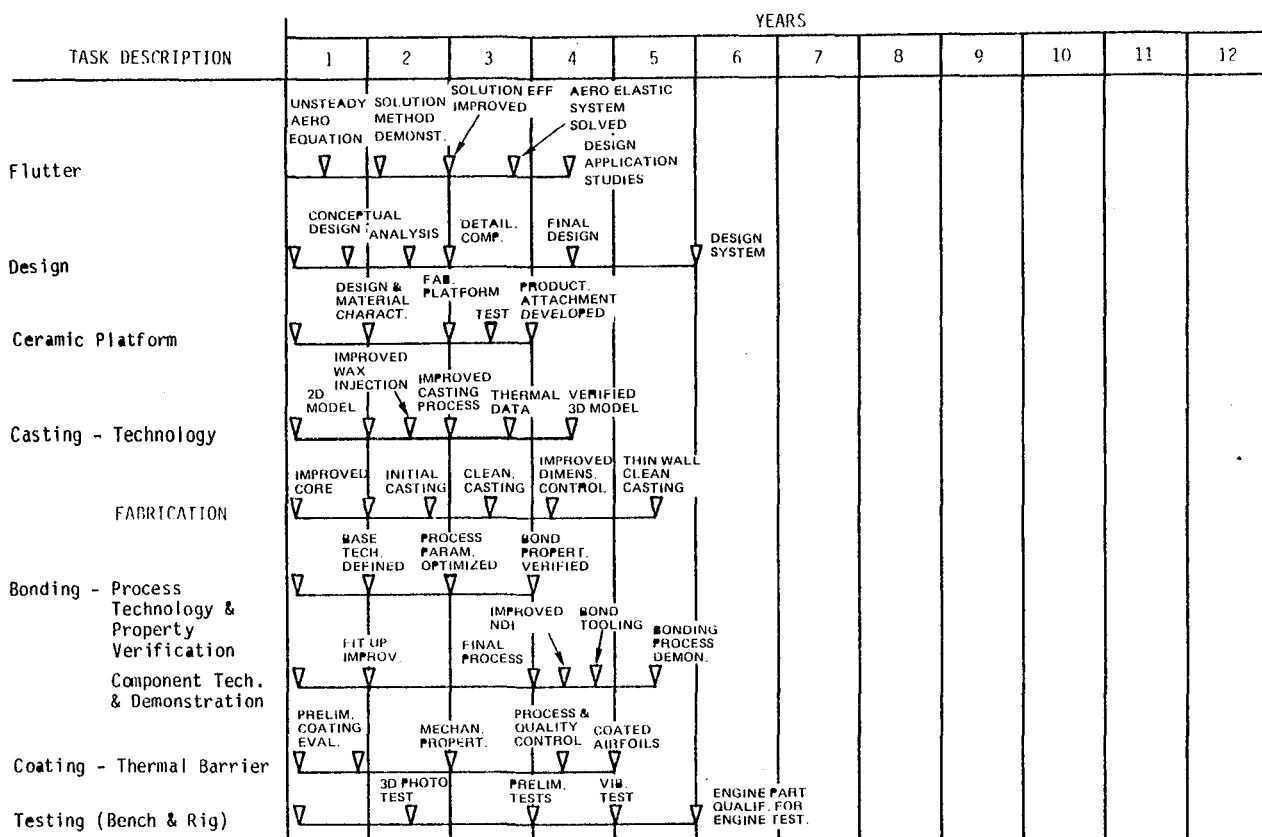 YEARS
TASK DESCRIPTION
1
2
3
4
5
6
7
8
9
10
11
12
UNSTEADY
AERO
EQUATION
SOLUTION
METHOD
DEMONST.
SOLUTION EFF
IMPROVED
AERO ELASTIC
SYSTEM
SOLVED
DESIGN
APPLICATION
STUDIES
Flutter
CONCEPTUAL
DESIGN
ANALYSIS
DETAIL.
COMP.
FINAL
DESIGN
DESIGN
SYSTEM
Design
DESIGN &
MATERIAL
CHARACT.
FAB.
PLATFORM
TEST
PRODUCT.
ATTACHMENT
DEVELOPED
Ceramic Platform
2D
MODEL
IMPROVED
WAX
INJECTION
IMPROVED
CASTING
PROCESS
THERMAL
DATA
VERIFIED
3D MODEL
Casting - Technology
IMPROVED
CORE
INITIAL
CASTING
CLEAN.
CASTING
IMPROVED
DIMENS.
CONTROL
THIN WALL
CLEAN
CASTING
FABRICATION
BASE
TECH.
DEFINED
PROCESS
PARAM.
OPTIMIZED
BOND
PROPERT.
VERIFIED
Bonding - Process
Technology &
Property
Verification
FIT UP
IMPROV.
FINAL
PROCESS
IMPROVED
NDI
BOND
TOOLING
BONDING
PROCESS
DEMON.
Component Tech.
& Demonstration
PRELIM.
COATING
EVAL.
MECHAN.
PROPERT.
PROCESS &
QUALITY
CONTROL
COATED
AIRFOILS
Coating - Thermal Barrier
3D PHOTO
TEST
PRELIM.
TESTS
VIB.
TEST
ENGINE PART
QUALIF. FOR
ENGINE TEST.
Testing (Bench & Rig)